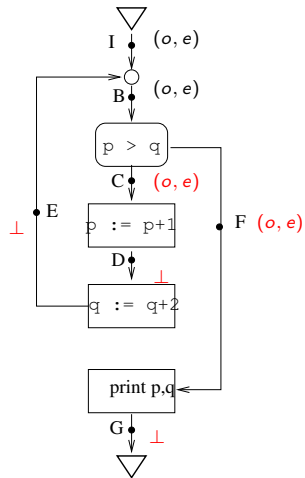 I (o, e)
B (o, e)
p > q
C (o, e)
p := p+1
E
⊥
F (o, e)
D
⊥
q := q+2
print p,q
G ⊥